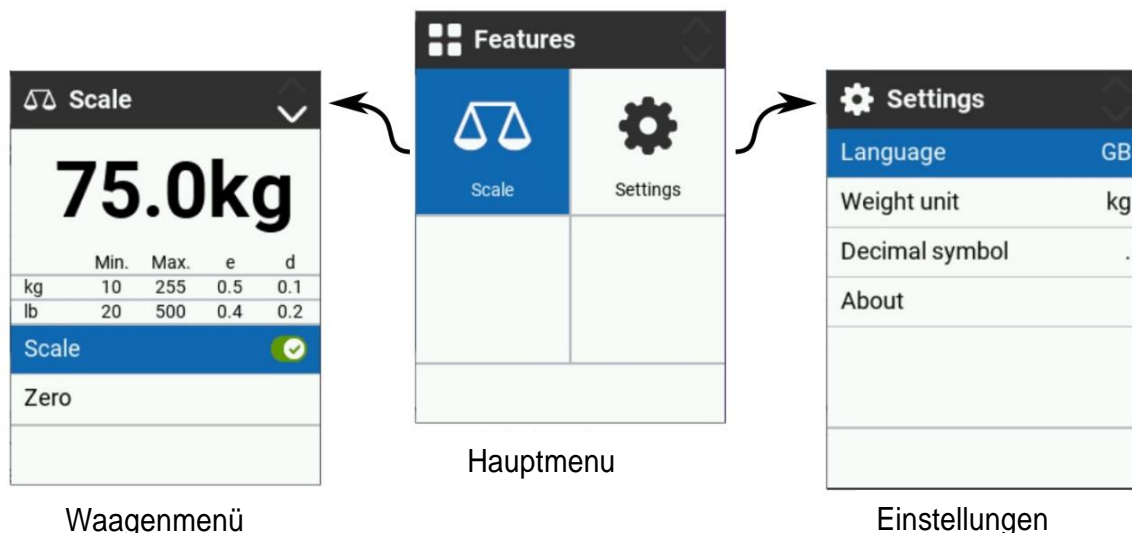 Features
Scale
Settings
Scale
75.0kg
Min. Max. e d
kg 10 255 0.5 0.1
lb 20 500 0.4 0.2
Scale
Zero
Settings
Language GB
Weight unit kg
Decimal symbol .
About
Hauptmenu
Waagenmenü
Einstellungen